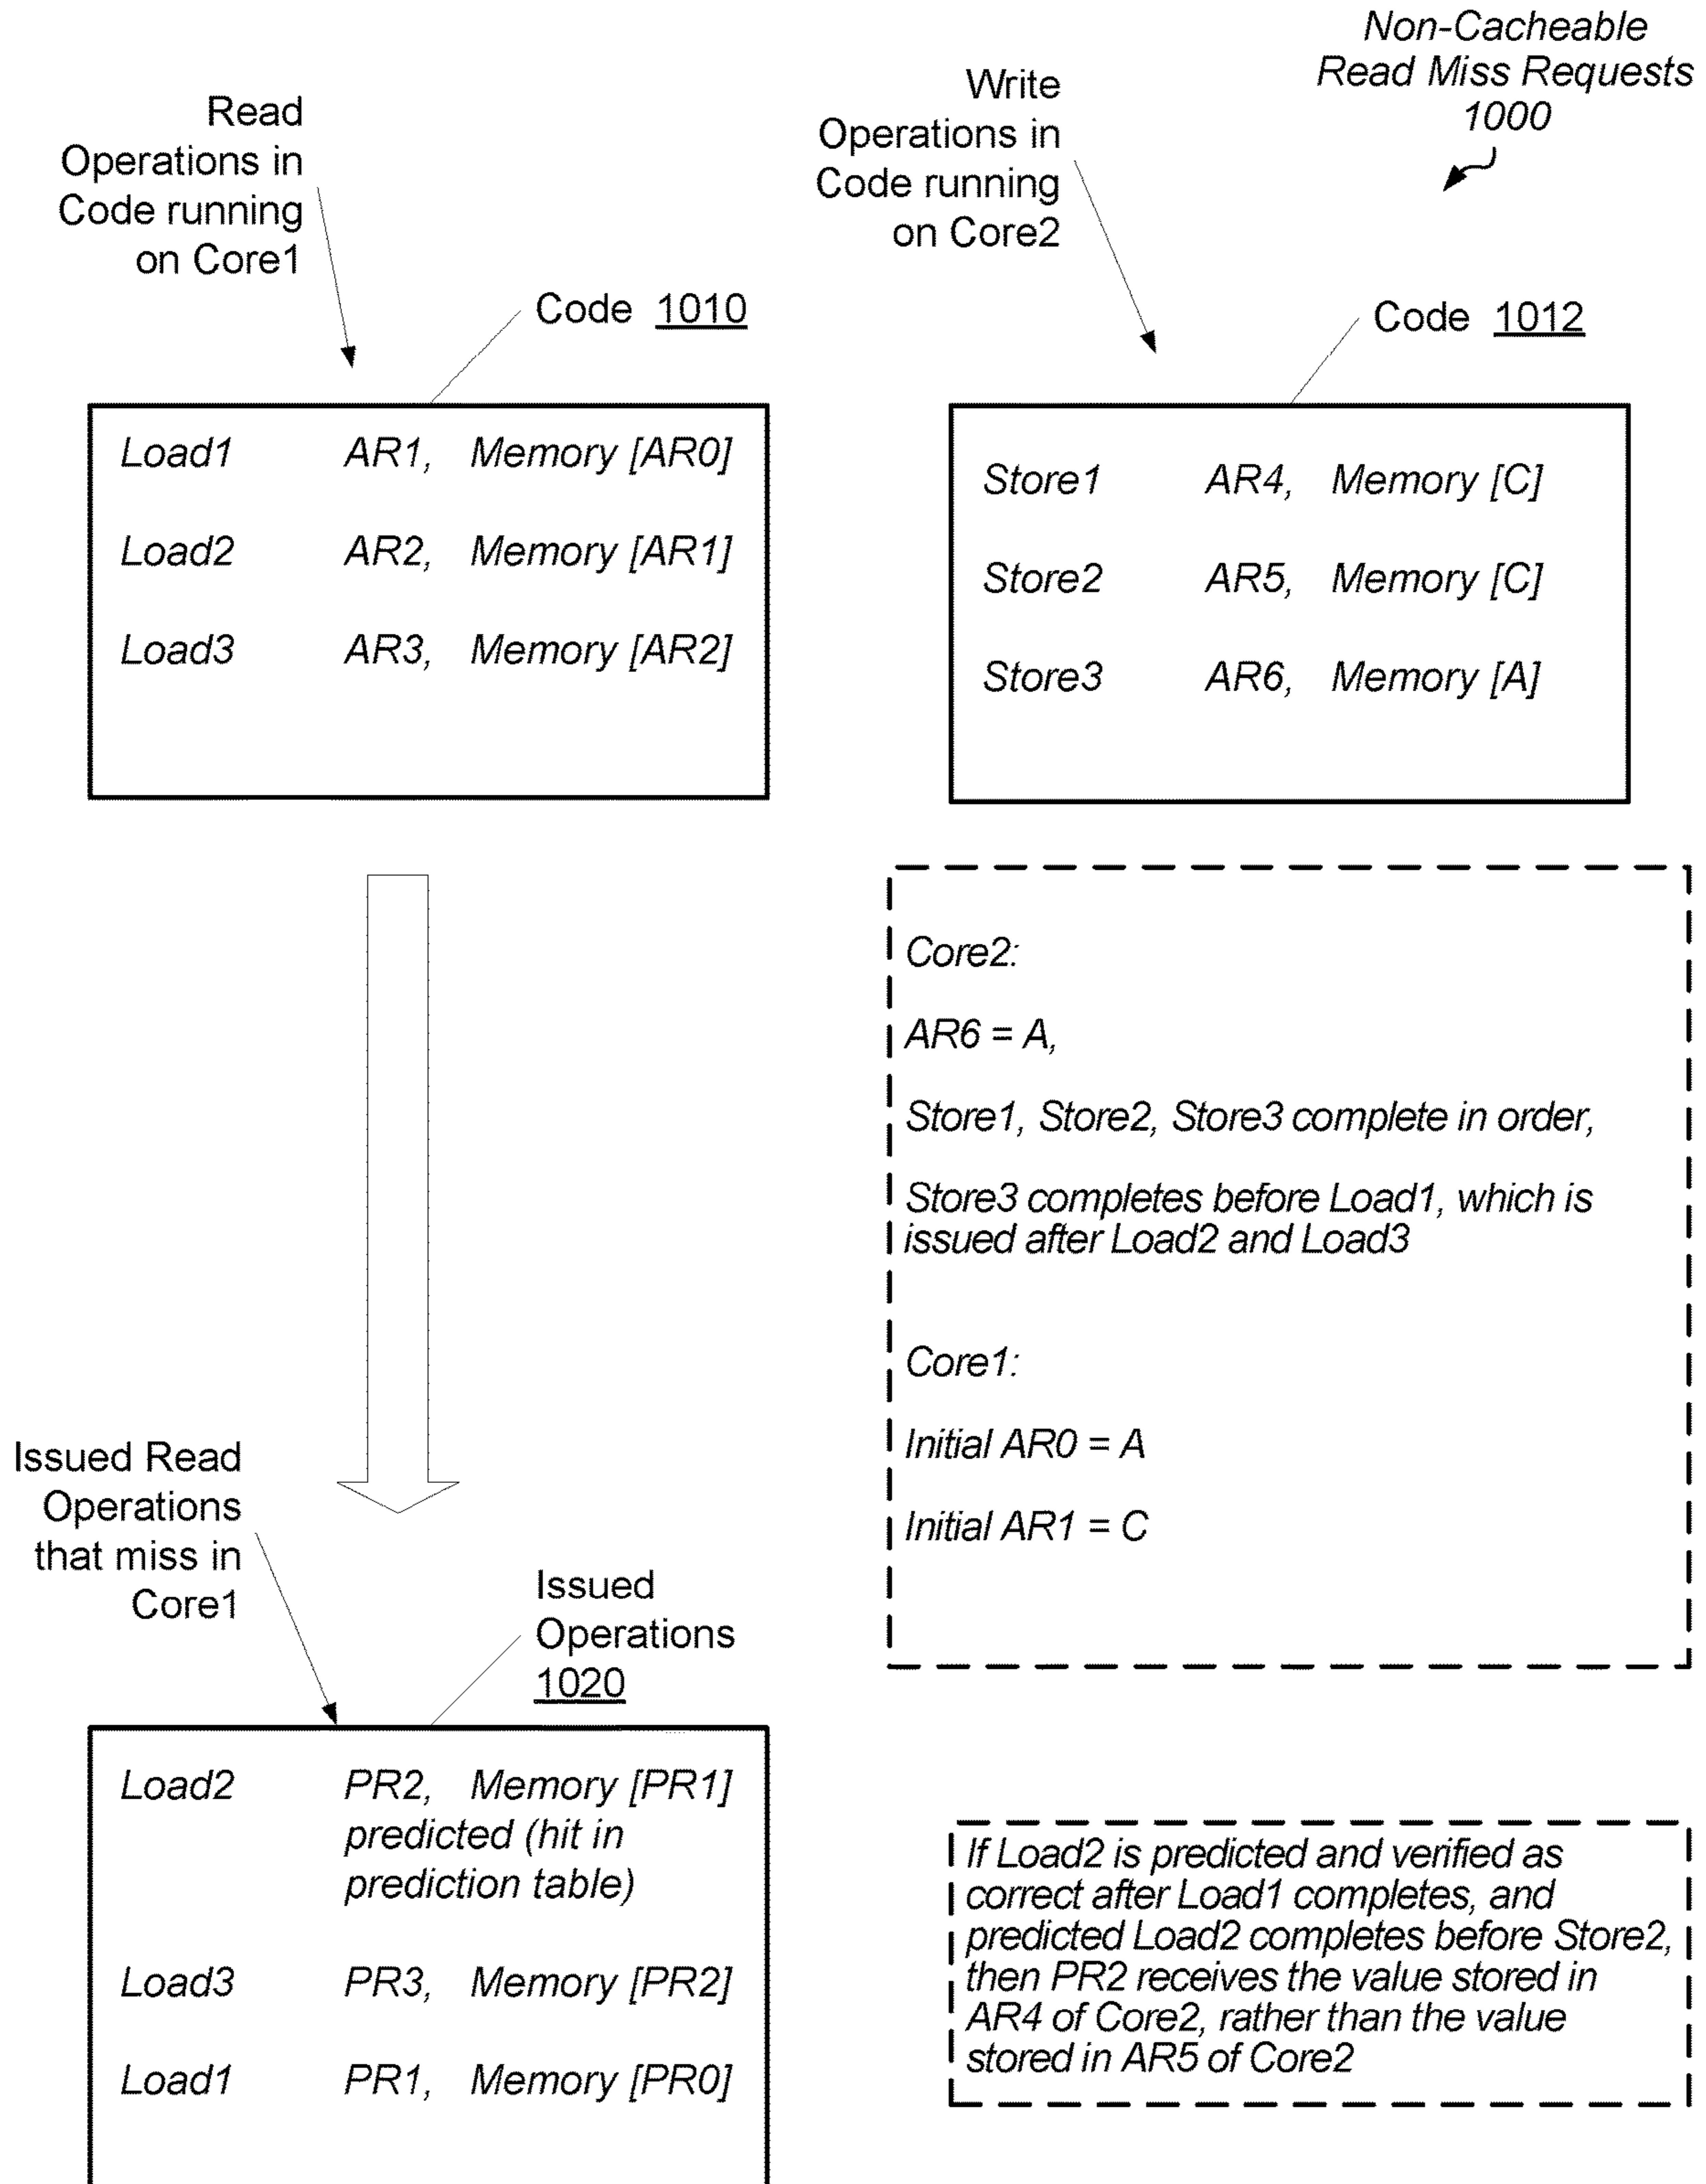 Non-Cacheable
Read Miss Requests
1000
Read
Operations in
Code running
on Core1
Code 1010
Write
Operations in
Code running
on Core2
Code 1012
Load1 AR1, Memory [AR0]
Load2 AR2, Memory [AR1]
Load3 AR3, Memory [AR2]
Store1 AR4, Memory [C]
Store2 AR5, Memory [C]
Store3 AR6, Memory [A]
Core2:
AR6 = A,
Store1, Store2, Store3 complete in order,
Store3 completes before Load1, which is
issued after Load2 and Load3
Core1:
Initial AR0 = A
Initial AR1 = C
Issued Read
Operations
that miss in
Core1
Issued
Operations
1020
Load2 PR2, Memory [PR1]
predicted (hit in
prediction table)
Load3 PR3, Memory [PR2]
Load1 PR1, Memory [PR0]
If Load2 is predicted and verified as
correct after Load1 completes, and
predicted Load2 completes before Store2,
then PR2 receives the value stored in
AR4 of Core2, rather than the value
stored in AR5 of Core2